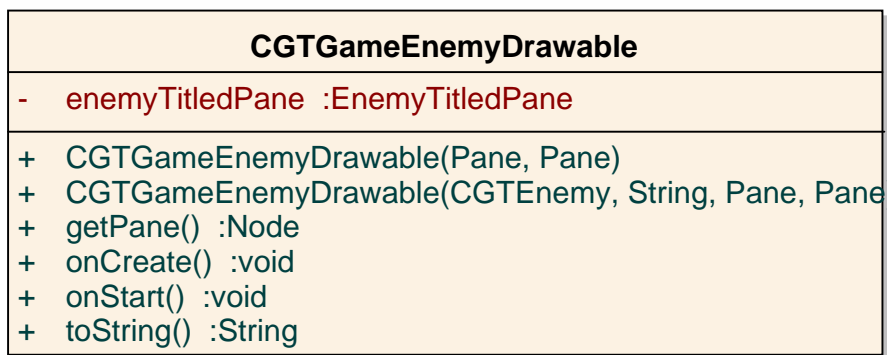 CGTGameEnemyDrawable
- enemyTitledPane :EnemyTitledPane
+ CGTGameEnemyDrawable(Pane, Pane)
+ CGTGameEnemyDrawable(CGTEnemy, String, Pane, Pane
+ getPane() :Node
+ onCreate() :void
+ onStart() :void
+ toString() :String